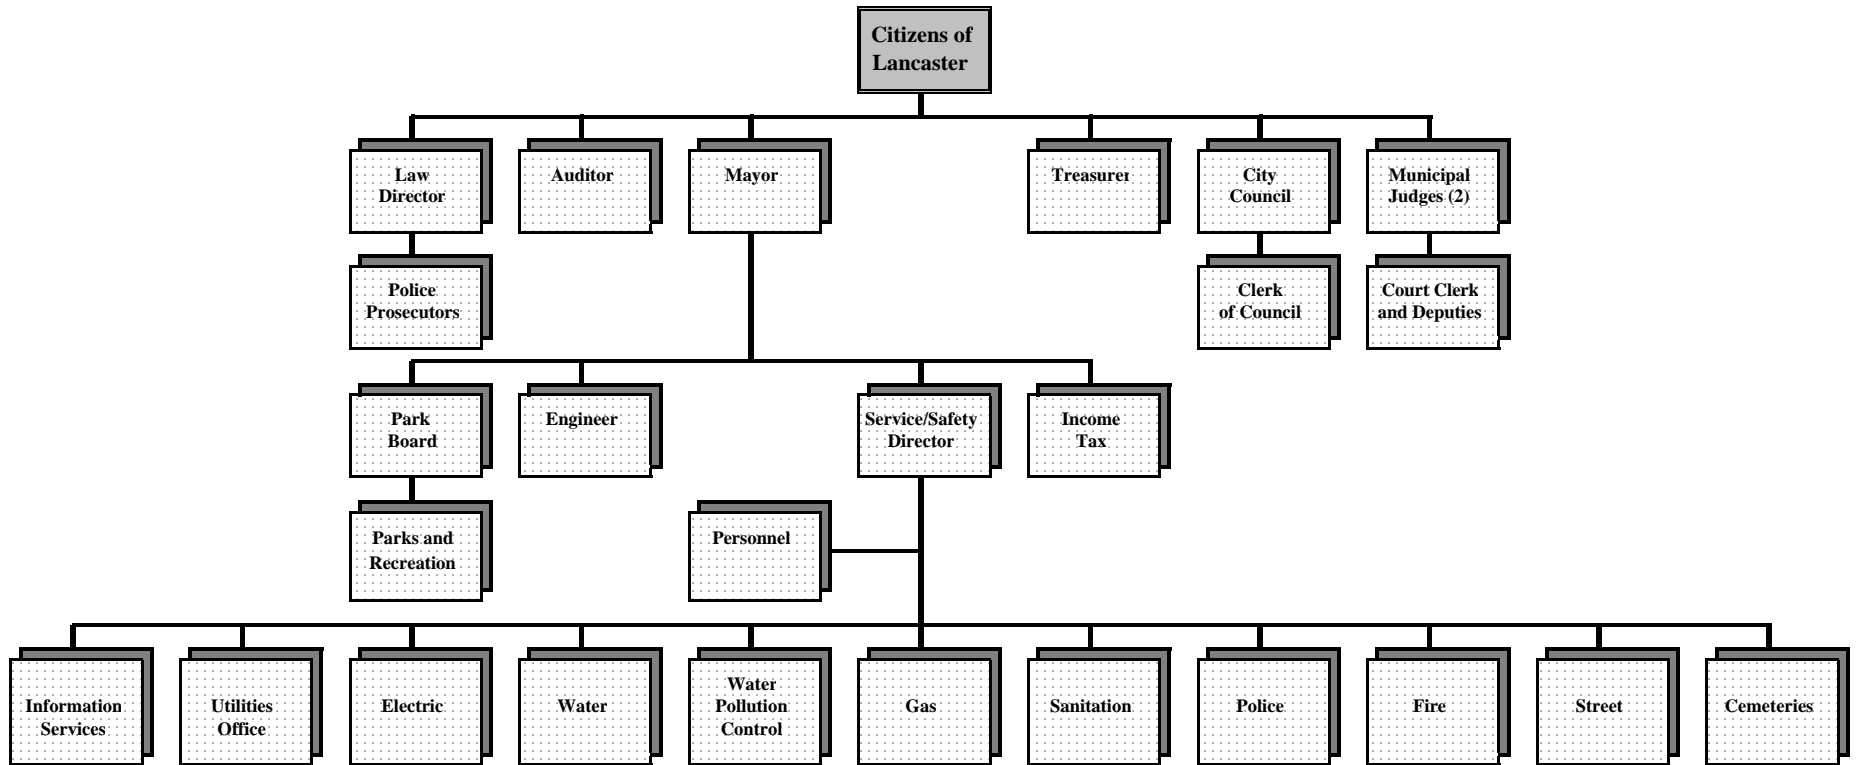 Citizens of
Lancaster
Law
Director
Auditor
Mayor
Treasurer
City
Council
Municipal
Judges (2)
Police
Prosecutors
Clerk
of Council
Court Clerk
and Deputies
Park
Board
Engineer
Service/Safety
Director
Income
Tax
Parks and
Recreation
Personnel
Information
Services
Utilities
Office
Electric
Water
Water
Pollution
Control
Gas
Sanitation
Police
Fire
Street
Cemeteries